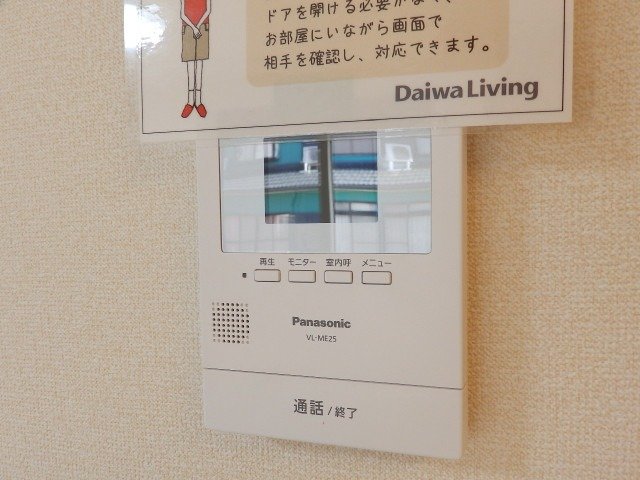 ドアを開ける必要がなく、
お部屋にいながら画面で
相手を確認し、対応できます。
Daiwa Living
再生 モニター 室内呼 メニュー
Panasonic
VL-ME25
通話 / 終了